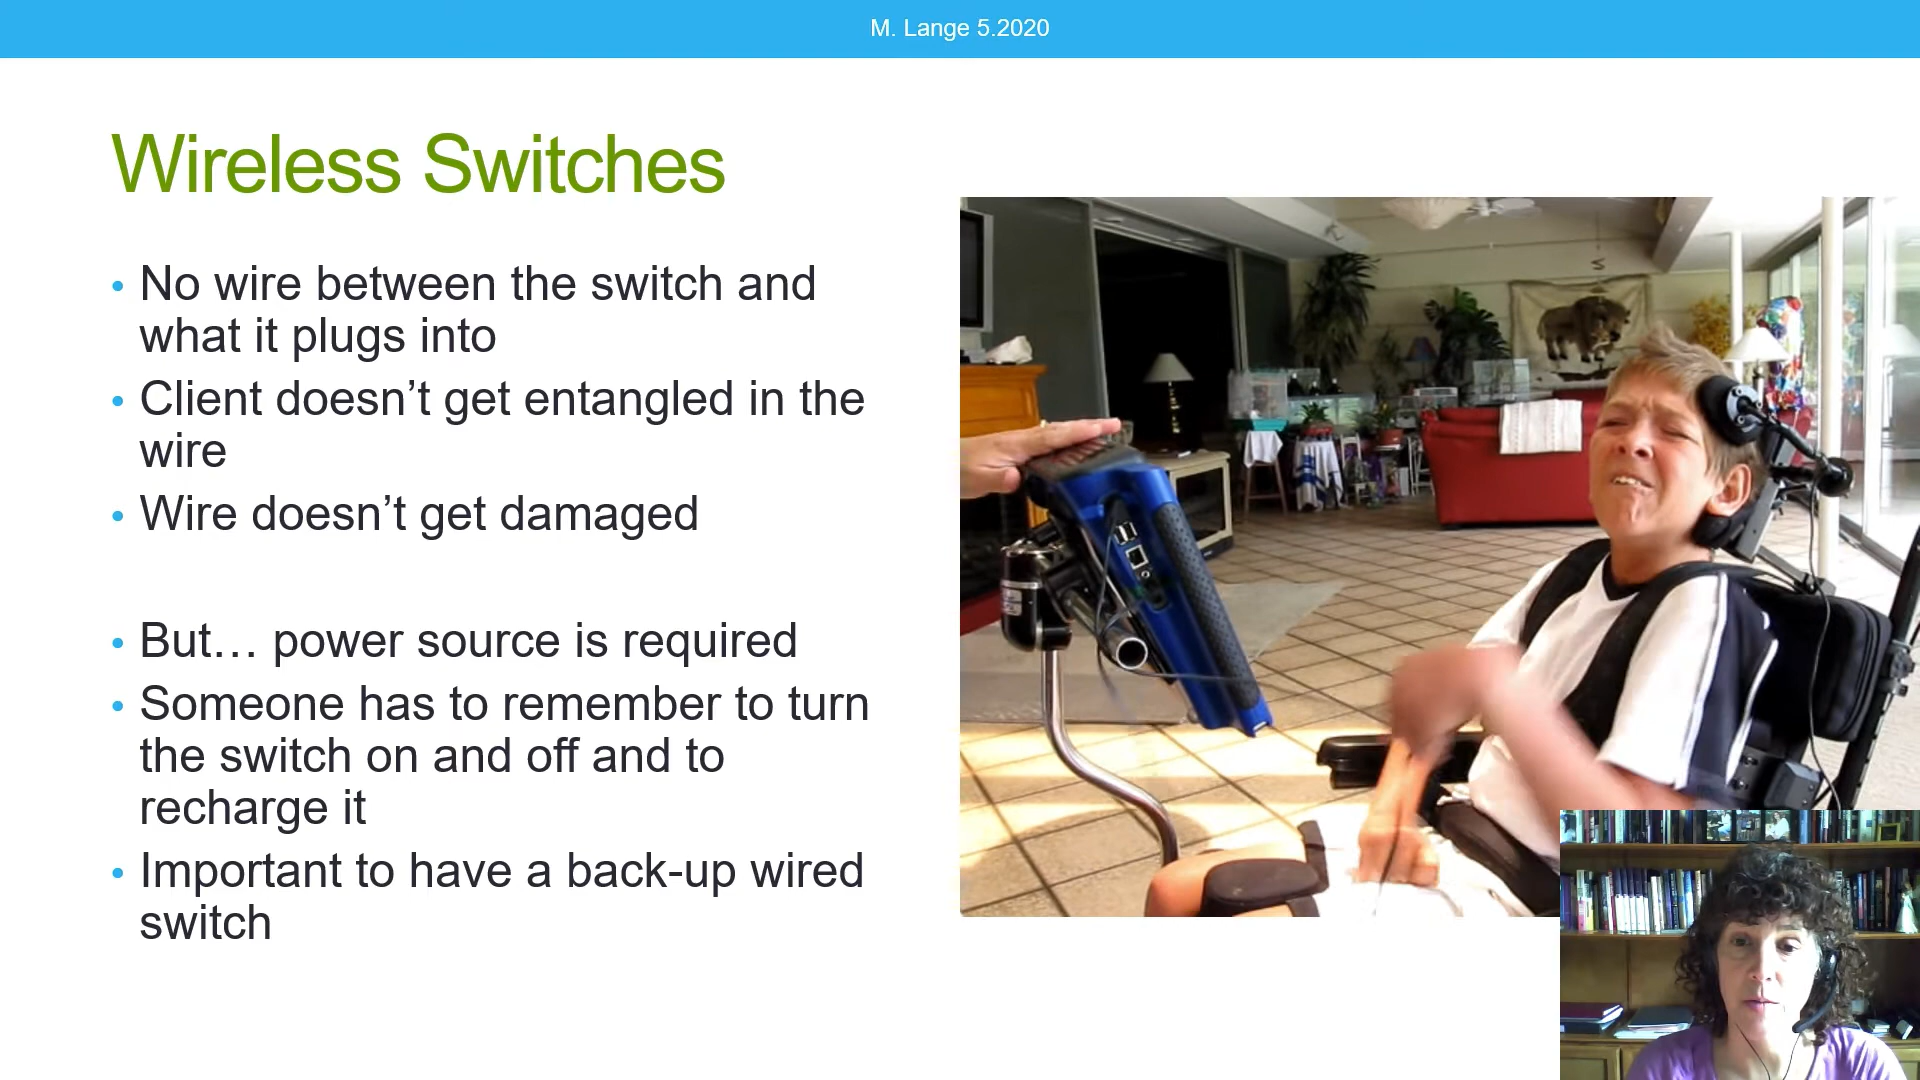 M. Lange 5.2020
Wireless Switches
• No wire between the switch and
what it plugs into
• Client doesn’t get entangled in the
wire
• Wire doesn’t get damaged
• But… power source is required
• Someone has to remember to turn
the switch on and off and to
recharge it
• Important to have a back-up wired
switch